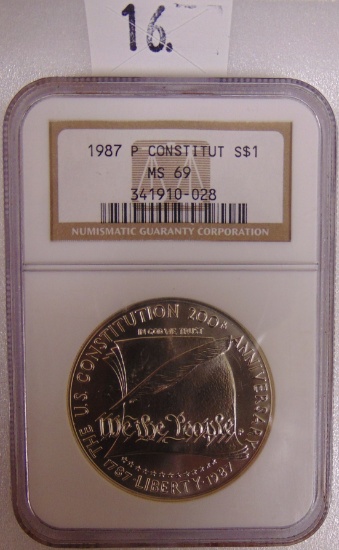 16.
1987 P CONSTITUT S$1
MS 69
341910-028
NUMISMATIC GUARANTY CORPORATION
THE U.S. CONSTITUTION 200TH ANNIVERSARY
IN GOD WE TRUST
We the People
1787·LIBERTY·1987